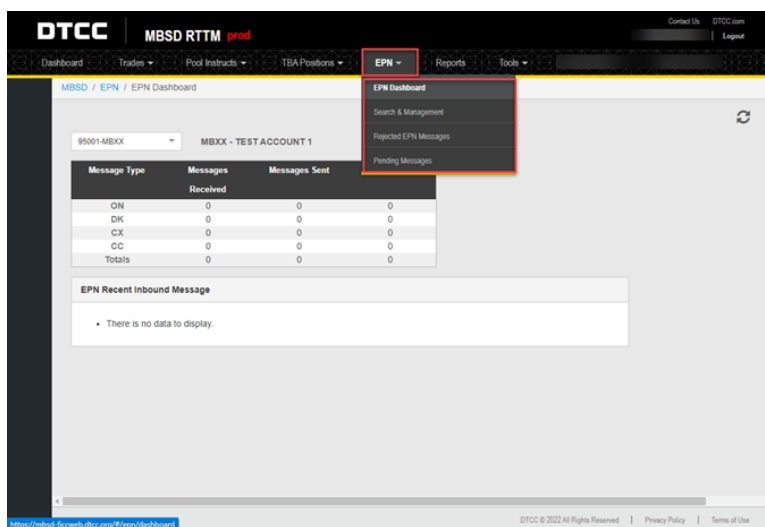 Contact Us DTCC.com
DTCC MBSD RTTM prod
| Logout
Dashboard Trades Pool Instructs TBA Positions EPN Reports Tools
MBSD / EPN / EPN Dashboard
EPN Dashboard
Search & Management
Rejected EPN Messages
Pending Messages
95001-MBXX MBXX - TEST ACCOUNT 1
Message Type Messages Received Messages Sent
ON 0 0 0
DK 0 0 0
CX 0 0 0
CC 0 0 0
Totals 0 0 0
EPN Recent Inbound Message
• There is no data to display.
https://mbsd-ficcweb.dtcc.org/#/epn/dashboard
DTCC © 2022 All Rights Reserved | Privacy Policy | Terms of Use